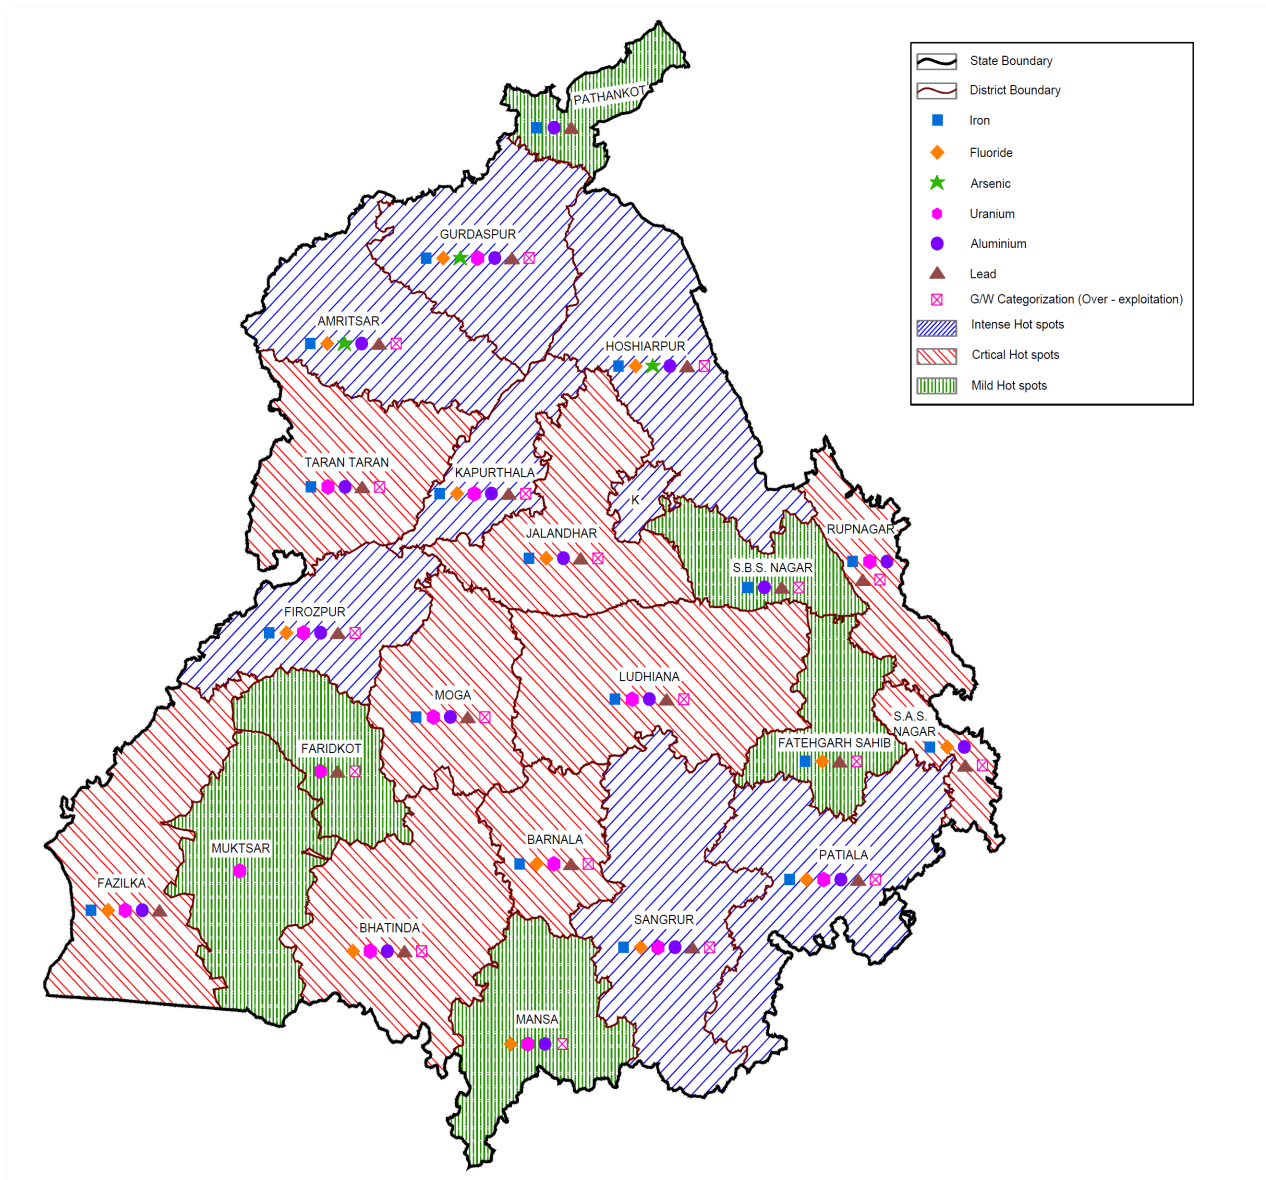 PATHANKOT
GURDASPUR
AMRITSAR
HOSHIARPUR
TARAN TARAN
KAPURTHALA
K
JALANDHAR
RUPNAGAR
S.B.S. NAGAR
FIROZPUR
LUDHIANA
MOGA
S.A.S.
NAGAR
FARIDKOT
FATEHGARH SAHIB
MUKTSAR
BARNALA
PATIALA
FAZILKA
BHATINDA
SANGRUR
MANSA
State Boundary
District Boundary
Iron
Fluoride
Arsenic
Uranium
Aluminium
Lead
G/W Categorization (Over - exploitation)
Intense Hot spots
Crtical Hot spots
Mild Hot spots